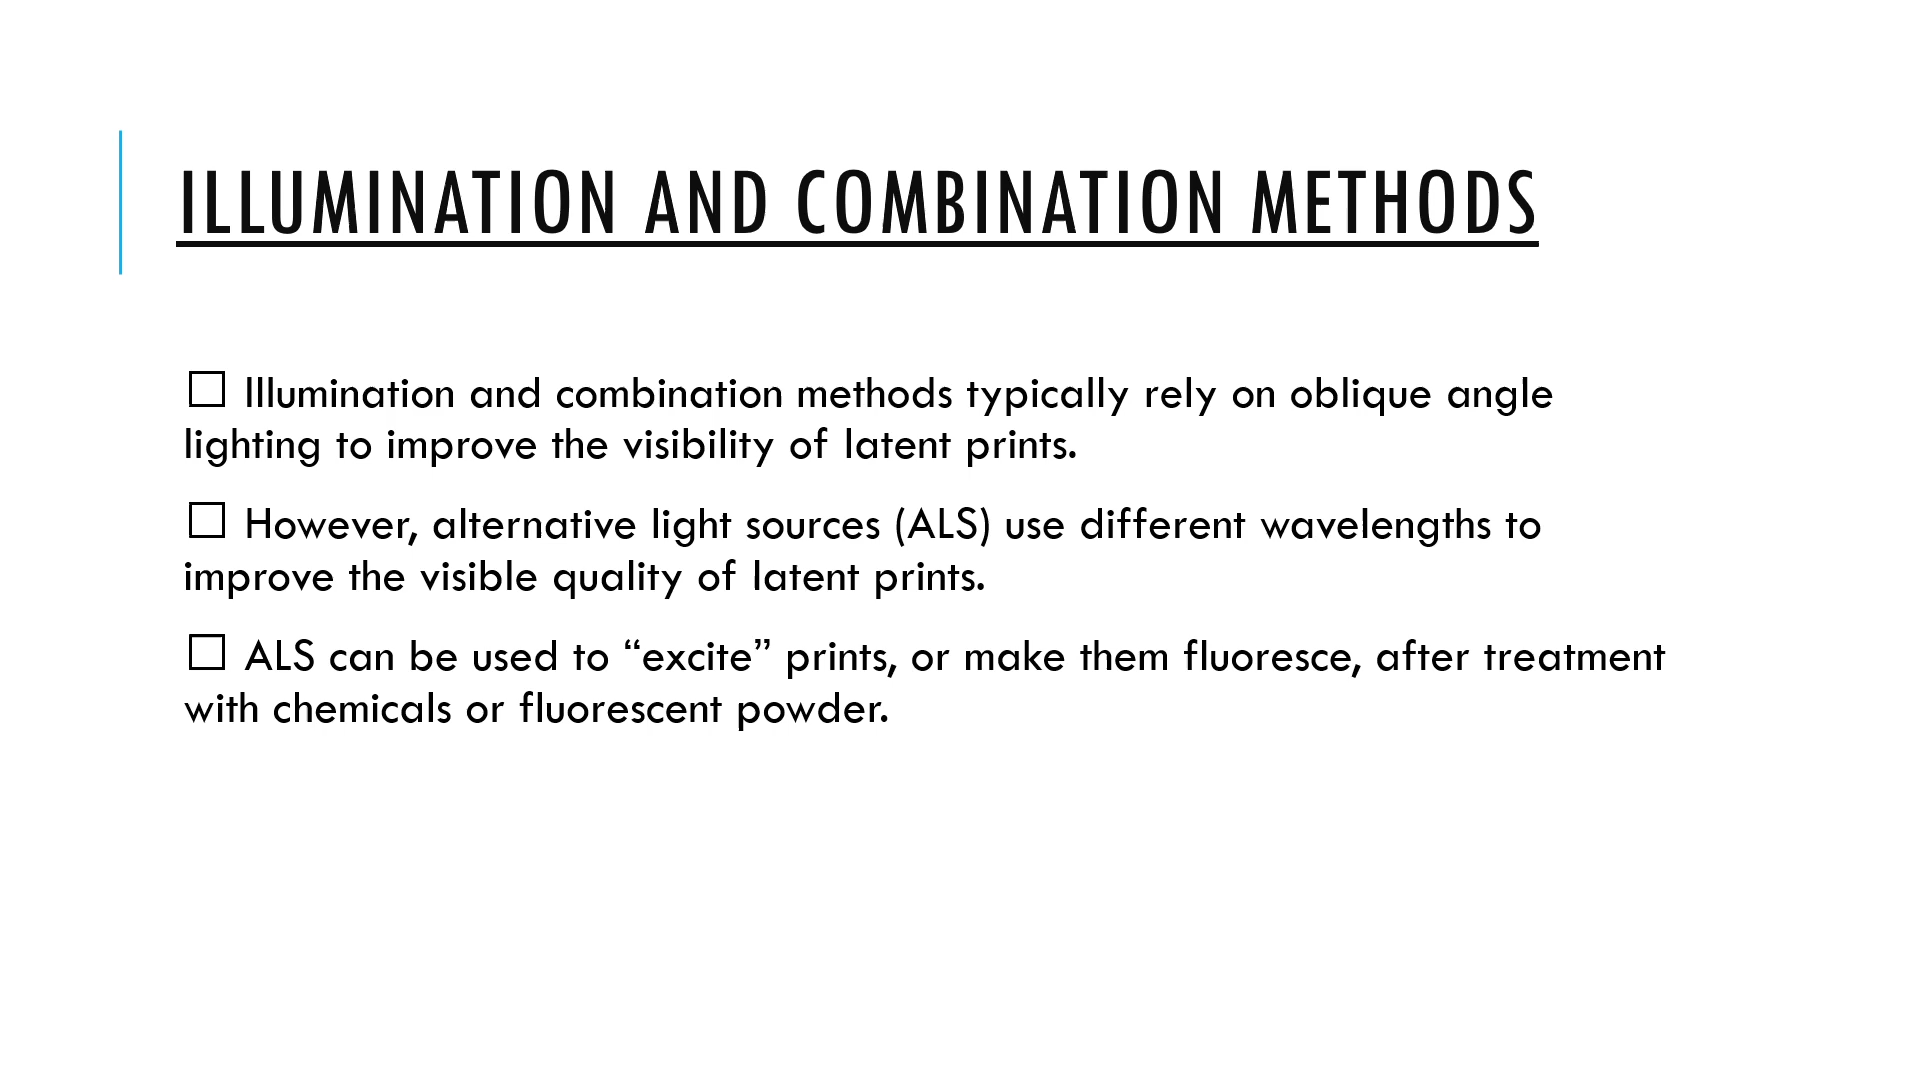 ILLUMINATION AND COMBINATION METHODS
☐ Illumination and combination methods typically rely on oblique angle
lighting to improve the visibility of latent prints.
☐ However, alternative light sources (ALS) use different wavelengths to
improve the visible quality of latent prints.
☐ ALS can be used to “excite” prints, or make them fluoresce, after treatment
with chemicals or fluorescent powder.